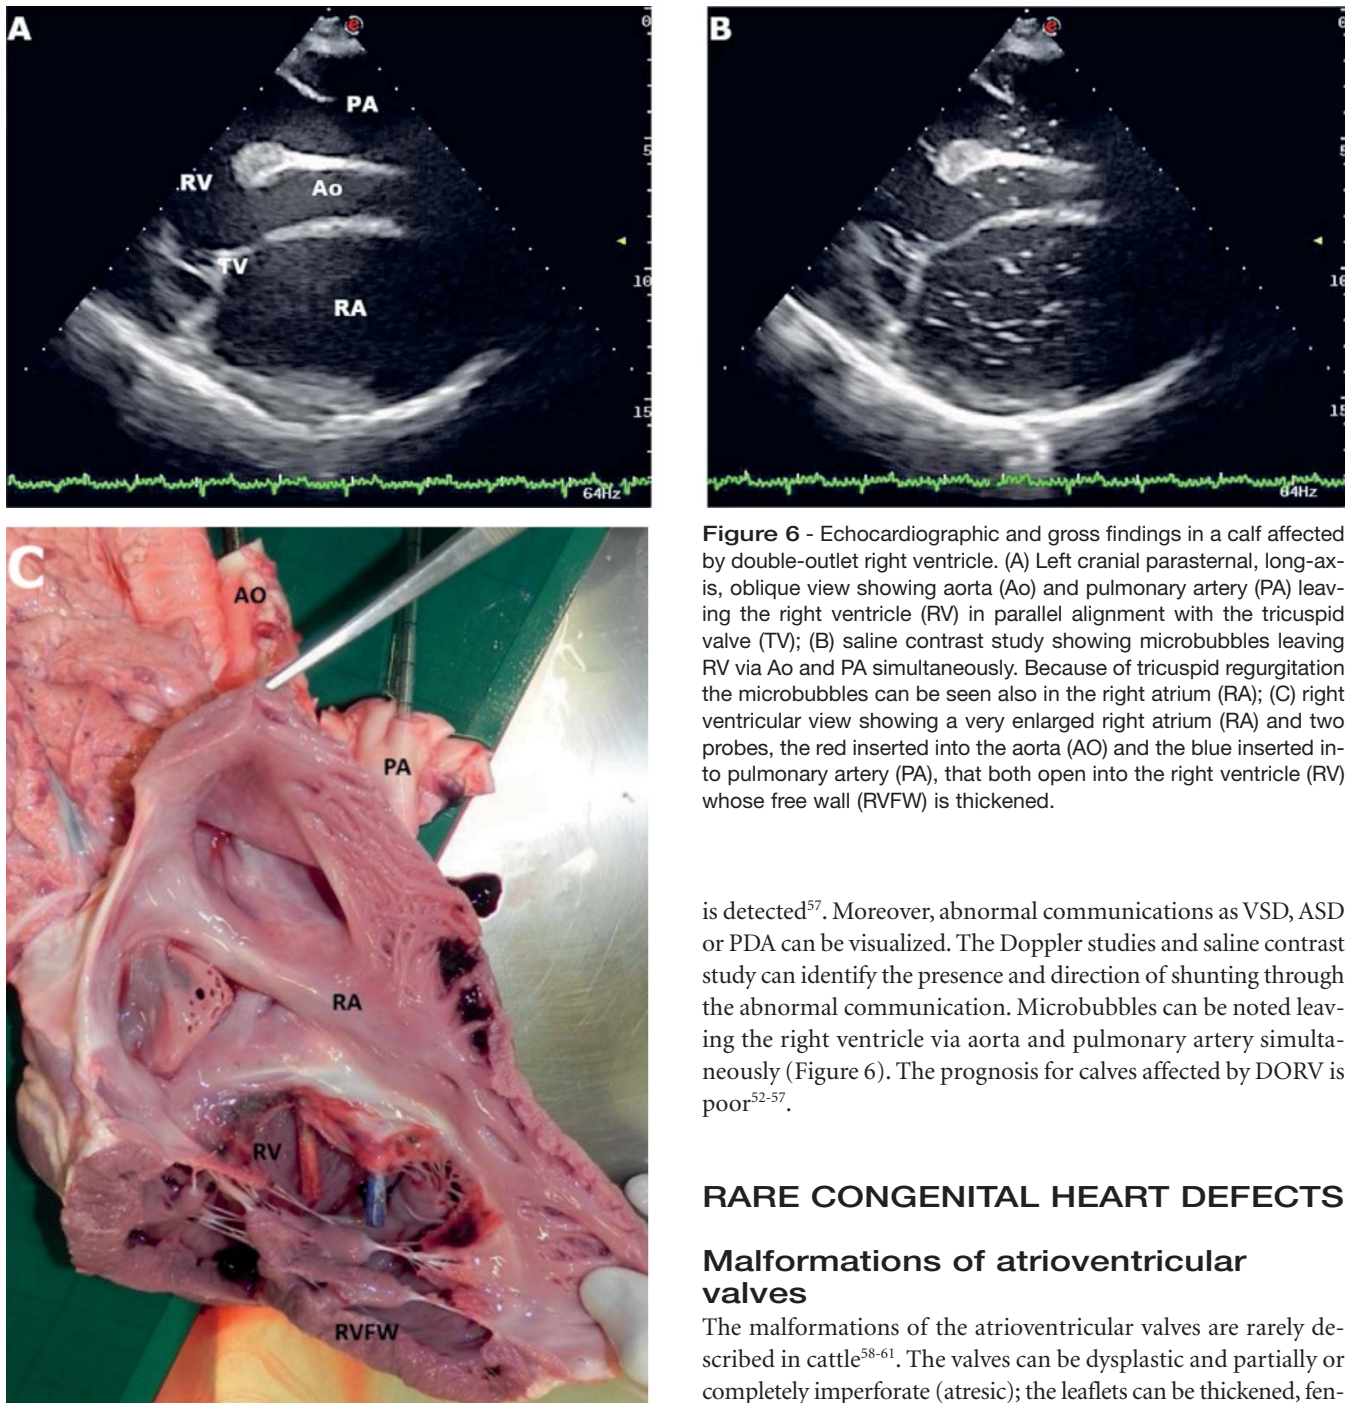 A
PA
RV
Ao
TV
RA
0
5
10
15
64Hz
B
0
5
10
15
64Hz
C
AO
PA
RA
RV
RVFW
Figure 6 - Echocardiographic and gross findings in a calf affected
by double-outlet right ventricle. (A) Left cranial parasternal, long-ax-
is, oblique view showing aorta (Ao) and pulmonary artery (PA) leav-
ing the right ventricle (RV) in parallel alignment with the tricuspid
valve (TV); (B) saline contrast study showing microbubbles leaving
RV via Ao and PA simultaneously. Because of tricuspid regurgitation
the microbubbles can be seen also in the right atrium (RA); (C) right
ventricular view showing a very enlarged right atrium (RA) and two
probes, the red inserted into the aorta (AO) and the blue inserted in-
to pulmonary artery (PA), that both open into the right ventricle (RV)
whose free wall (RVFW) is thickened.
is detected57. Moreover, abnormal communications as VSD, ASD
or PDA can be visualized. The Doppler studies and saline contrast
study can identify the presence and direction of shunting through
the abnormal communication. Microbubbles can be noted leav-
ing the right ventricle via aorta and pulmonary artery simulta-
neously (Figure 6). The prognosis for calves affected by DORV is
poor52-57.
RARE CONGENITAL HEART DEFECTS
Malformations of atrioventricular
valves
The malformations of the atrioventricular valves are rarely de-
scribed in cattle58-61. The valves can be dysplastic and partially or
completely imperforate (atresic); the leaflets can be thickened, fen-